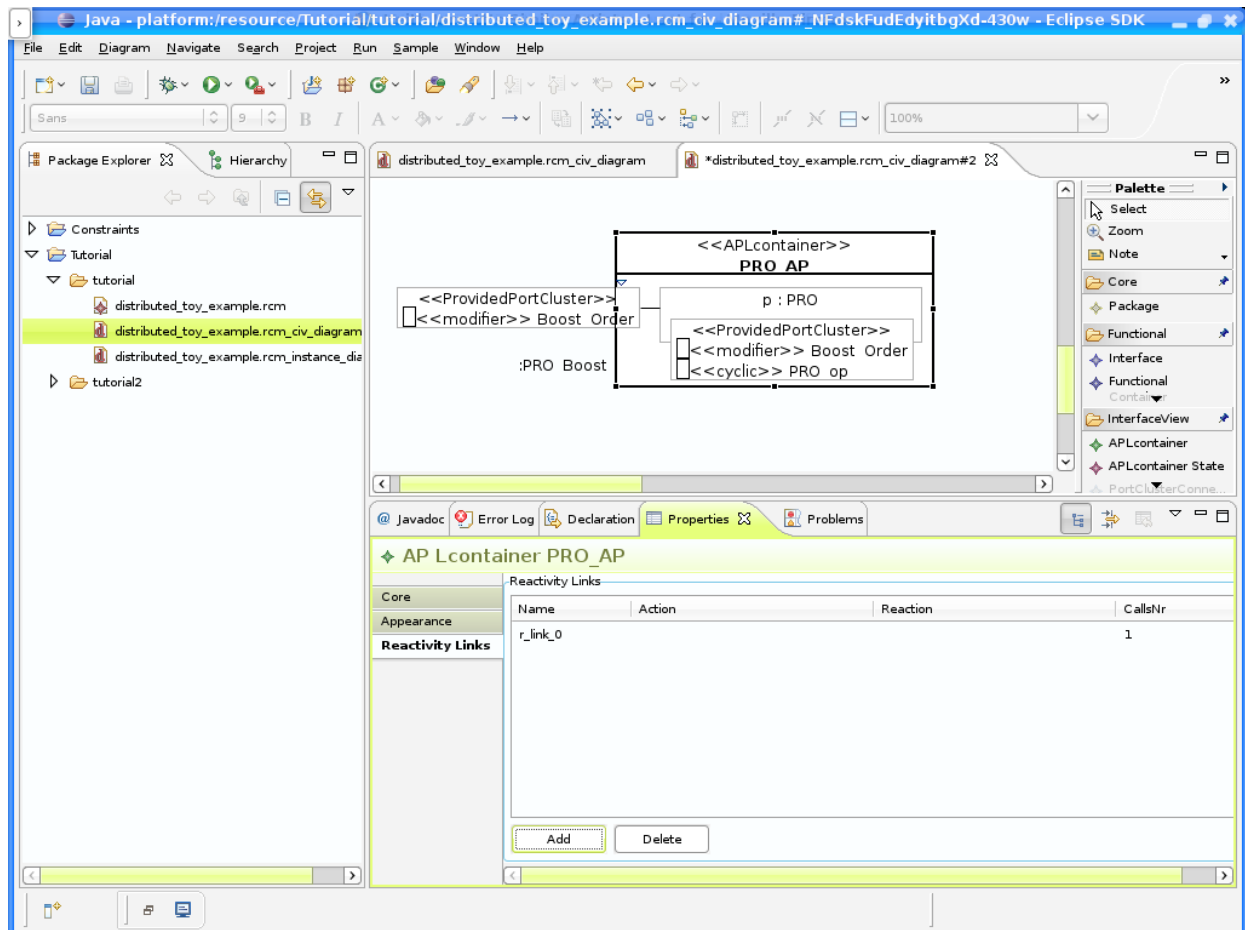 Java - platform:/resource/Tutorial/tutorial/distributed_toy_example.rcm_civ_diagram#_NFdskFudEdyitbgXd-430w - Eclipse SDK
File Edit Diagram Navigate Search Project Run Sample Window Help
Sans 9 B I A 100%
Package Explorer Hierarchy
distributed_toy_example.rcm_civ_diagram *distributed_toy_example.rcm_civ_diagram#2
Constraints
Tutorial
tutorial
distributed_toy_example.rcm
distributed_toy_example.rcm_civ_diagram
distributed_toy_example.rcm_instance_dia
tutorial2
<<APLcontainer>>
PRO_AP
<<ProvidedPortCluster>>
<<modifier>> Boost_Order
p : PRO
<<ProvidedPortCluster>>
<<modifier>> Boost_Order
<<cyclic>> PRO_op
:PRO_Boost
Palette
Select
Zoom
Note
Core
Package
Functional
Interface
Functional
Container
InterfaceView
APLcontainer
APLcontainer State
PortClusterConne...
@ Javadoc Error Log Declaration Properties Problems
AP Lcontainer PRO_AP
Core
Appearance
Reactivity Links
Reactivity Links
Name Action Reaction CallsNr
r_link_0 1
Add Delete